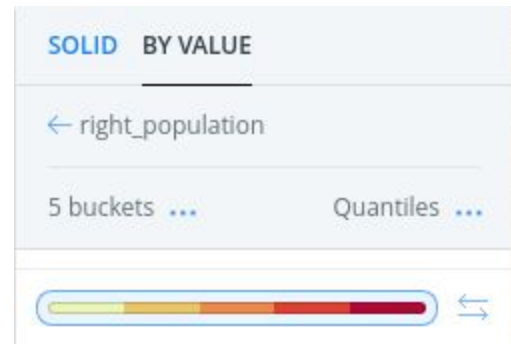 SOLID BY VALUE
← right_population
5 buckets ... Quantiles ...